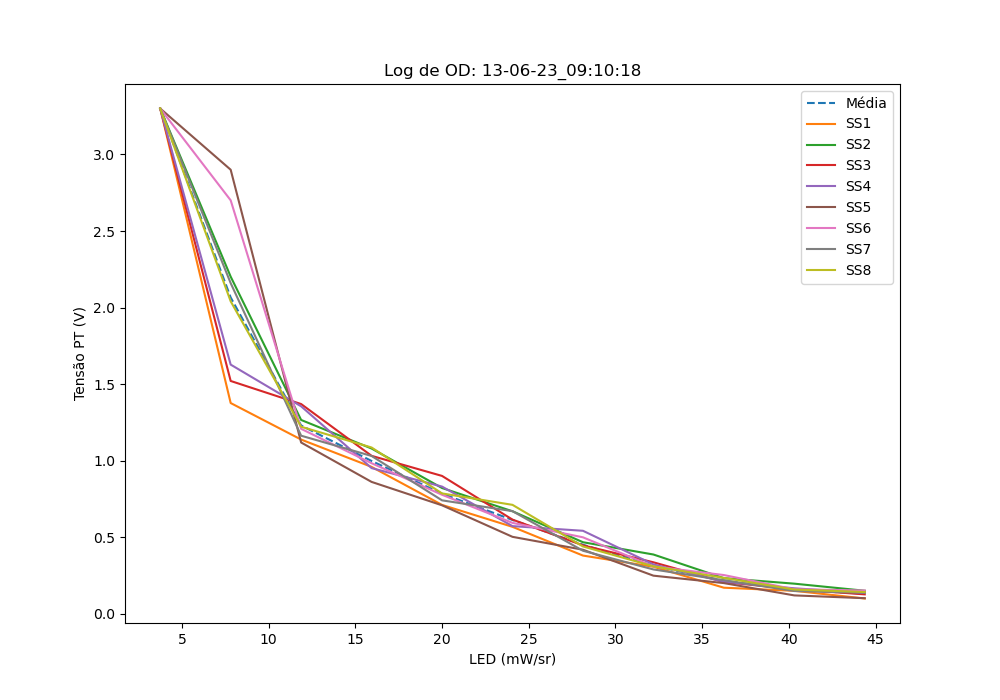 Log de OD: 13-06-23_09:10:18
Média
SS1
SS2
SS3
SS4
SS5
SS6
SS7
SS8
Tensão PT (V)
3.0
2.5
2.0
1.5
1.0
0.5
0.0
5 10 15 20 25 30 35 40 45
LED (mW/sr)